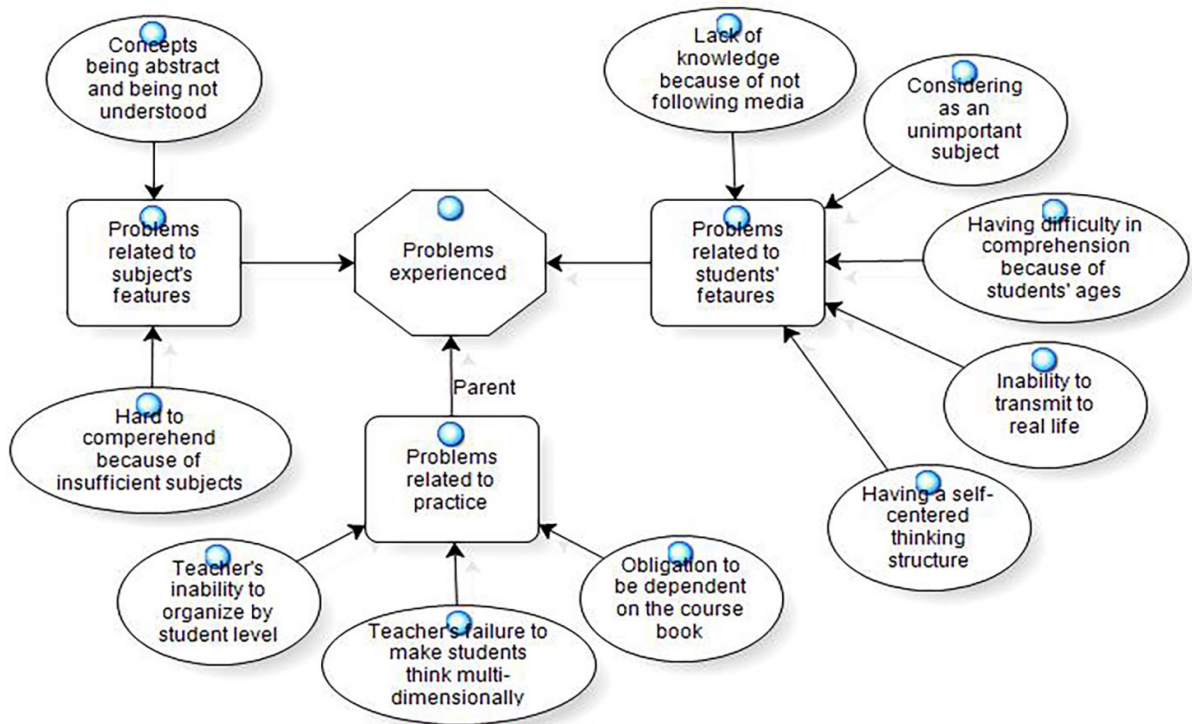 Concepts
being abstract
and being not
understood
Lack of
knowledge
because of not
following media
Considering
as an
unimportant
subject
Problems
related to
subject's
features
Problems
experienced
Problems
related to
students'
fetaures
Having difficulty in
comprehension
because of
students' ages
Hard to
comperehend
because of
insufficient subjects
Parent
Problems
related to
practice
Inability to
transmit to
real life
Having a self-
centered
thinking
structure
Teacher's
inability to
organize by
student level
Teacher's failure to
make students
think multi-
dimensionally
Obligation to
be dependent
on the course
book